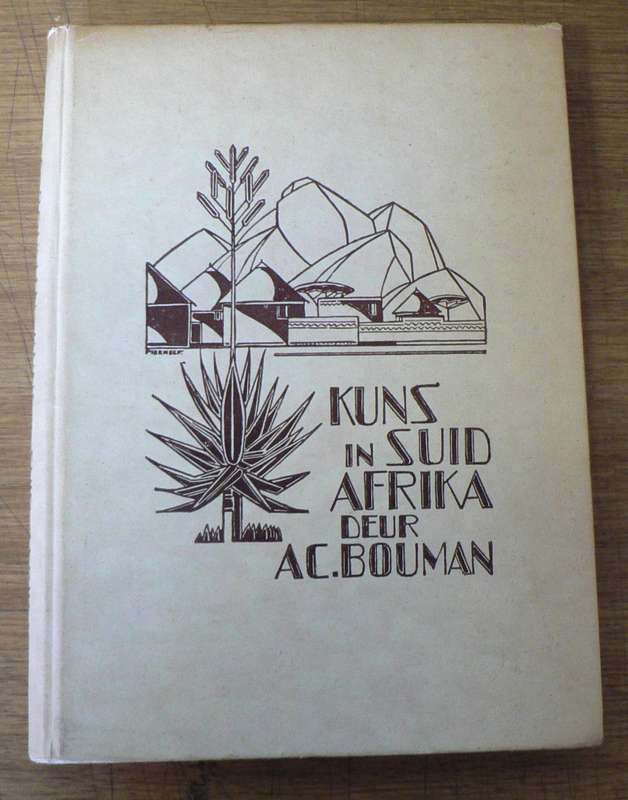 KUNS
IN SUID
AFRIKA
DEUR
A.C. BOUMAN